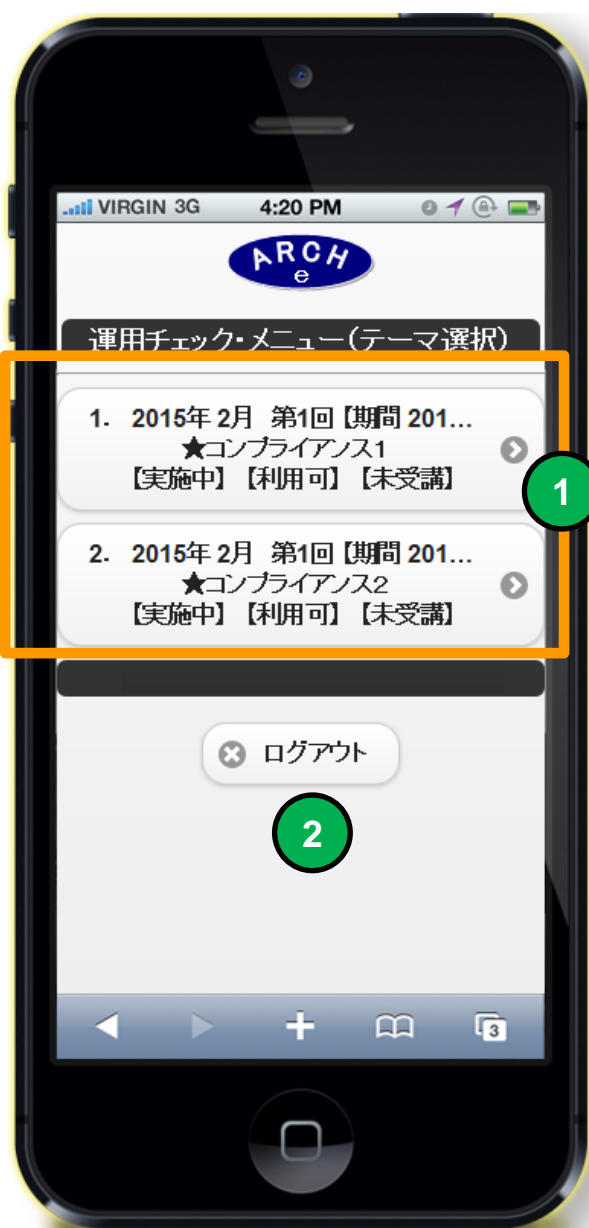 VIRGIN 3G 4:20 PM
ARCH
e
運用チェック・メニュー(テーマ選択)
1. 2015年 2月 第1回【期間 201...
★コンプライアンス1
【実施中】【利用可】【未受講】
1
2. 2015年 2月 第1回【期間 201...
★コンプライアンス2
【実施中】【利用可】【未受講】
ログアウト
2
3